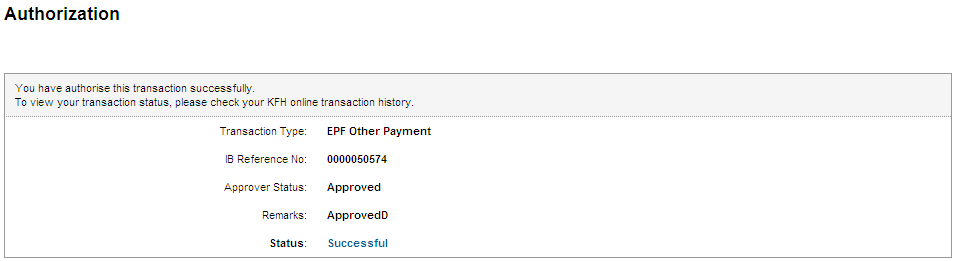 Authorization
You have authorise this transaction successfully.
To view your transaction status, please check your KFH online transaction history.
Transaction Type: EPF Other Payment
IB Reference No: 0000050574
Approver Status: Approved
Remarks: ApprovedD
Status: Successful